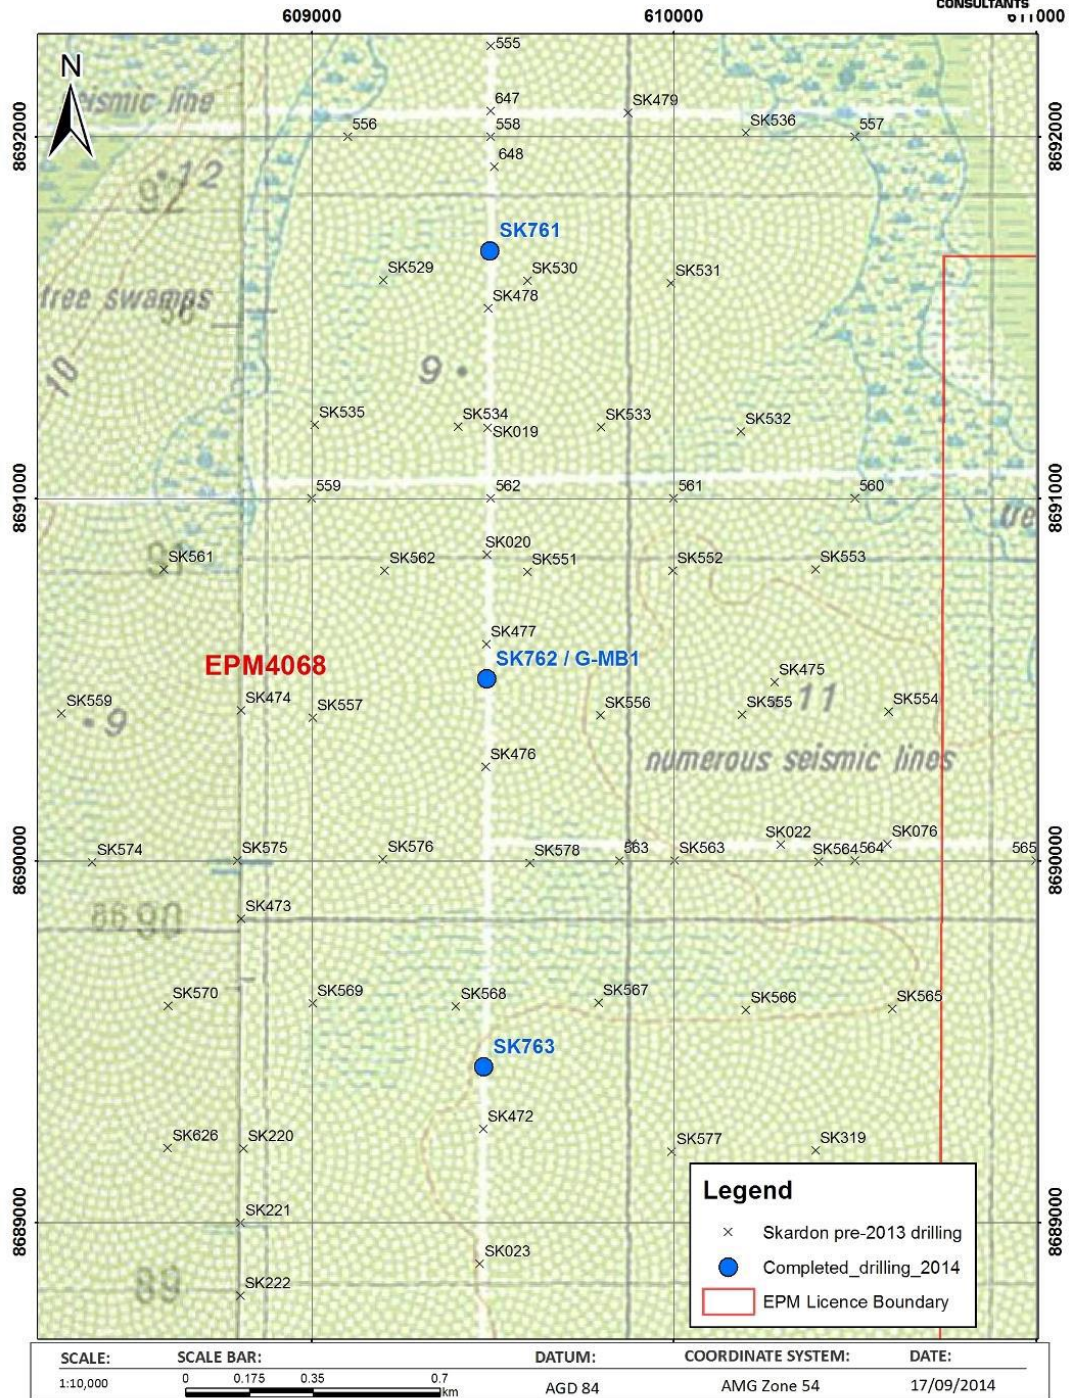 CONSULTANTS
609000 610000 611000
N
555
seismic line
647
SK479
556
558
SK536
557
8692000
8692000
648
12
92
SK761
SK529
SK530
SK531
tree swamps
SK478
9
10
SK535
SK534
SK533
SK532
SK019
559
562
561
560
8691000
8691000
tre
SK020
SK561
91
SK562
SK551
SK552
SK553
SK477
SK762 / G-MB1
EPM4068
SK475
SK559
SK474
SK557
SK556
SK555
11
SK554
9
SK476
numerous seismic lines
SK022
SK076
SK574
SK575
SK576
SK578
563
SK563
SK564
564
565
8690000
8690000
SK473
8690
SK570
SK569
SK568
SK567
SK566
SK565
SK763
SK472
SK626
SK220
SK577
SK319
Legend
SK221
8689000
8689000
Skardon pre-2013 drilling
SK023
Completed_drilling_2014
89
SK222
EPM Licence Boundary
SCALE: SCALE BAR: DATUM: COORDINATE SYSTEM: DATE:
1:10,000 0 0.175 0.35 0.7 km AGD 84 AMG Zone 54 17/09/2014